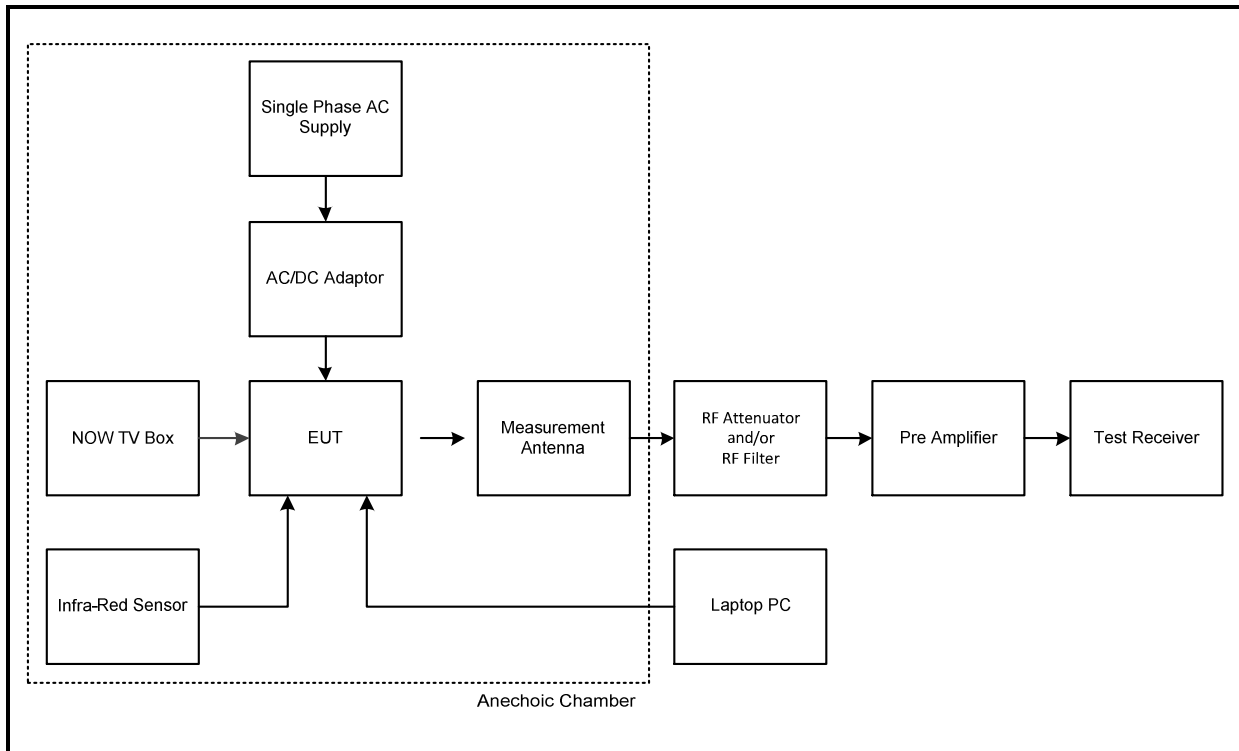 Single Phase AC
Supply
AC/DC Adaptor
NOW TV Box
EUT
Measurement
Antenna
RF Attenuator
and/or
RF Filter
Pre Amplifier
Test Receiver
Infra-Red Sensor
Laptop PC
Anechoic Chamber